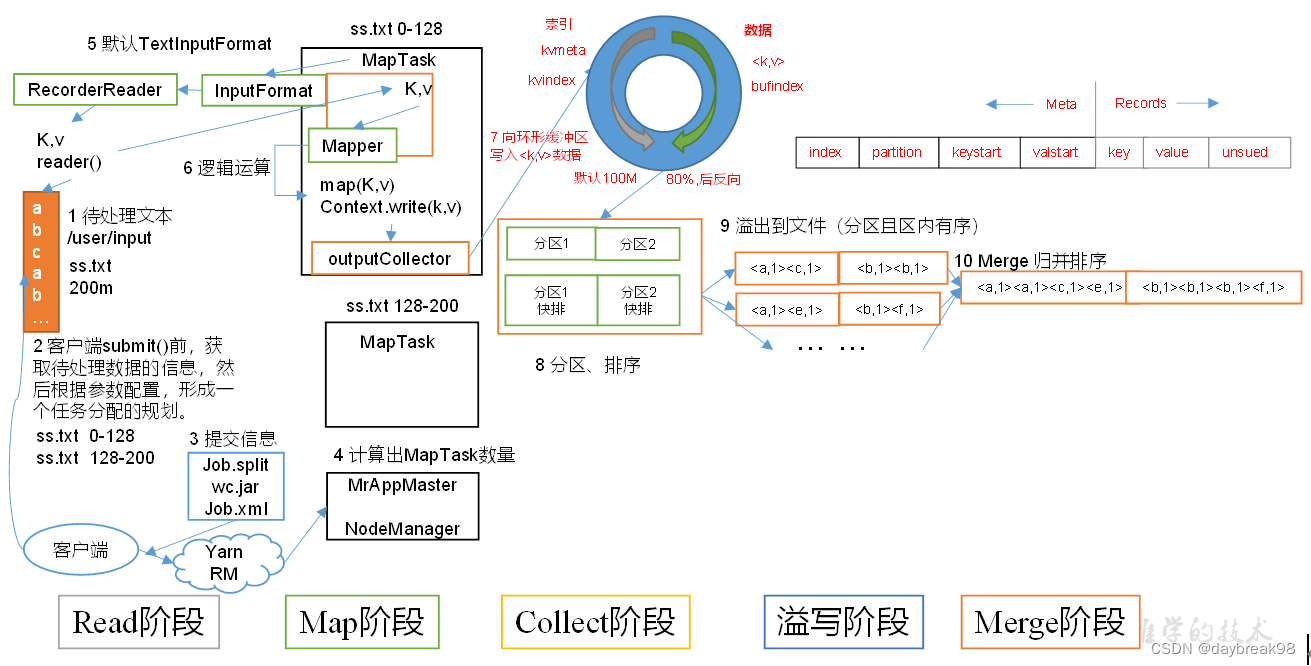 5 默认TextInputFormat
RecorderReader
InputFormat
K,v
reader()
a
b
c
a
b
...
1 待处理文本
/user/input
ss.txt
200m
2 客户端submit()前，获
取待处理数据的信息，然
后根据参数配置，形成一
个任务分配的规划。
ss.txt 0-128
ss.txt 128-200
3 提交信息
Job.split
wc.jar
Job.xml
客户端
Yarn
RM
4 计算出MapTask数量
MrAppMaster
NodeManager
ss.txt 0-128
MapTask
K,v
Mapper
6 逻辑运算
map(K,v)
Context.write(k,v)
outputCollector
ss.txt 128-200
MapTask
索引
kvmeta
kvindex
数据
<k,v>
bufindex
7 向环形缓冲区
写入<k,v>数据
默认100M
80%,后反向
Meta
Records
index
partition
keystart
valstart
key
value
unsued
分区1
分区2
分区1
快排
分区2
快排
8 分区、排序
9 溢出到文件（分区且区内有序）
<a,1><c,1>
<b,1><b,1>
<a,1><e,1>
<b,1><f,1>
... ...
10 Merge 归并排序
<a,1><a,1><c,1><e,1>
<b,1><b,1><b,1><f,1>
Read阶段
Map阶段
Collect阶段
溢写阶段
Merge阶段
学的技术
CSDN @daybreak98